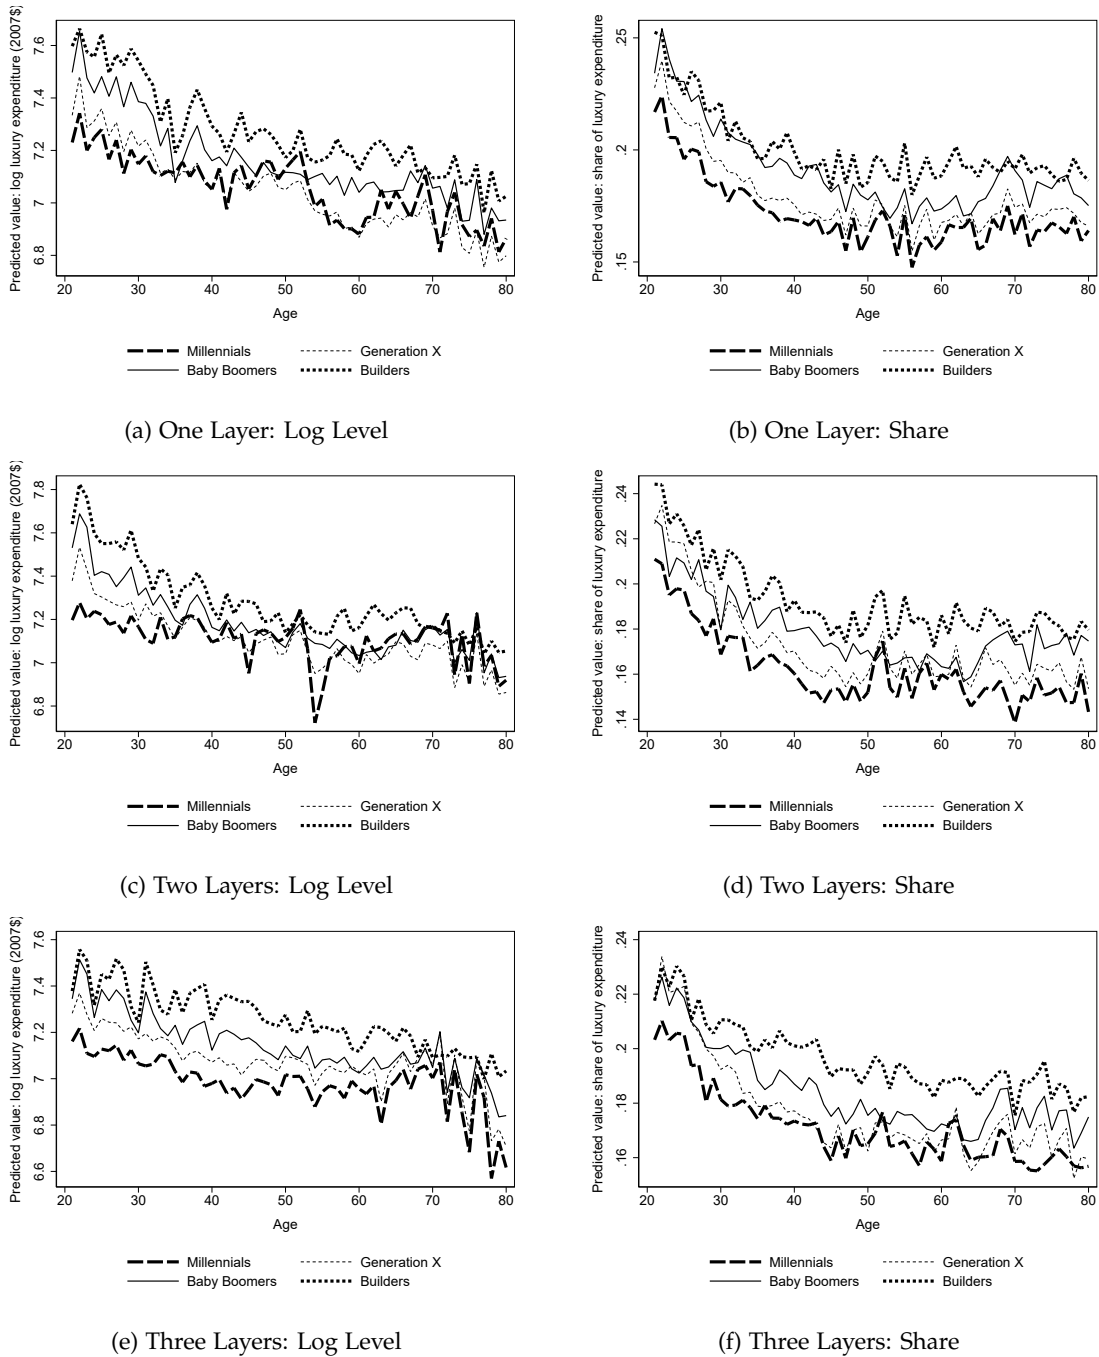 Predicted value: log luxury expenditure (2007$)
7.6
7.4
7.2
7
6.8
20 30 40 50 60 70 80
Age
Millennials Generation X
Baby Boomers Builders
(a) One Layer: Log Level
Predicted value: share of luxury expenditure
.25
.2
.15
20 30 40 50 60 70 80
Age
Millennials Generation X
Baby Boomers Builders
(b) One Layer: Share
Predicted value: log luxury expenditure (2007$)
7.8
7.6
7.4
7.2
7
6.8
20 30 40 50 60 70 80
Age
Millennials Generation X
Baby Boomers Builders
(c) Two Layers: Log Level
Predicted value: share of luxury expenditure
.24
.22
.2
.18
.16
.14
20 30 40 50 60 70 80
Age
Millennials Generation X
Baby Boomers Builders
(d) Two Layers: Share
Predicted value: log luxury expenditure (2007$)
7.6
7.4
7.2
7
6.8
6.6
20 30 40 50 60 70 80
Age
Millennials Generation X
Baby Boomers Builders
(e) Three Layers: Log Level
Predicted value: share of luxury expenditure
.24
.22
.2
.18
.16
20 30 40 50 60 70 80
Age
Millennials Generation X
Baby Boomers Builders
(f) Three Layers: Share